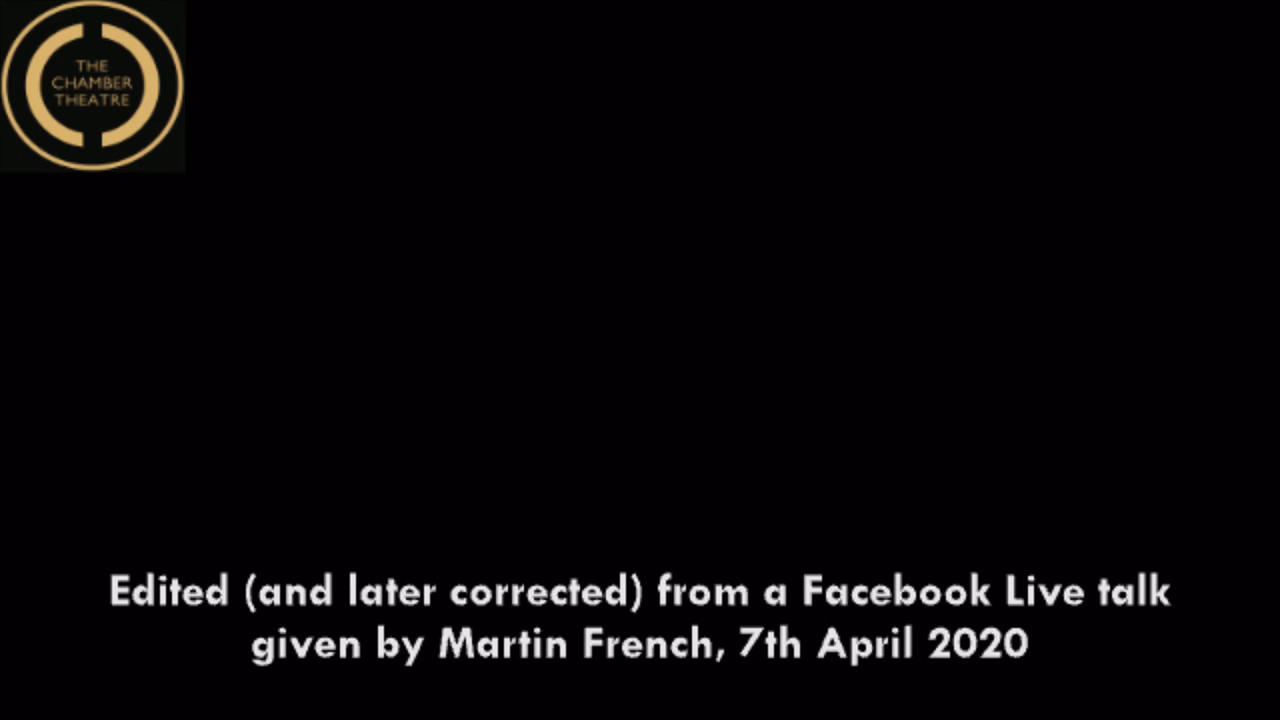 THE
CHAMBER
THEATRE
Edited (and later corrected) from a Facebook Live talk
given by Martin French, 7th April 2020